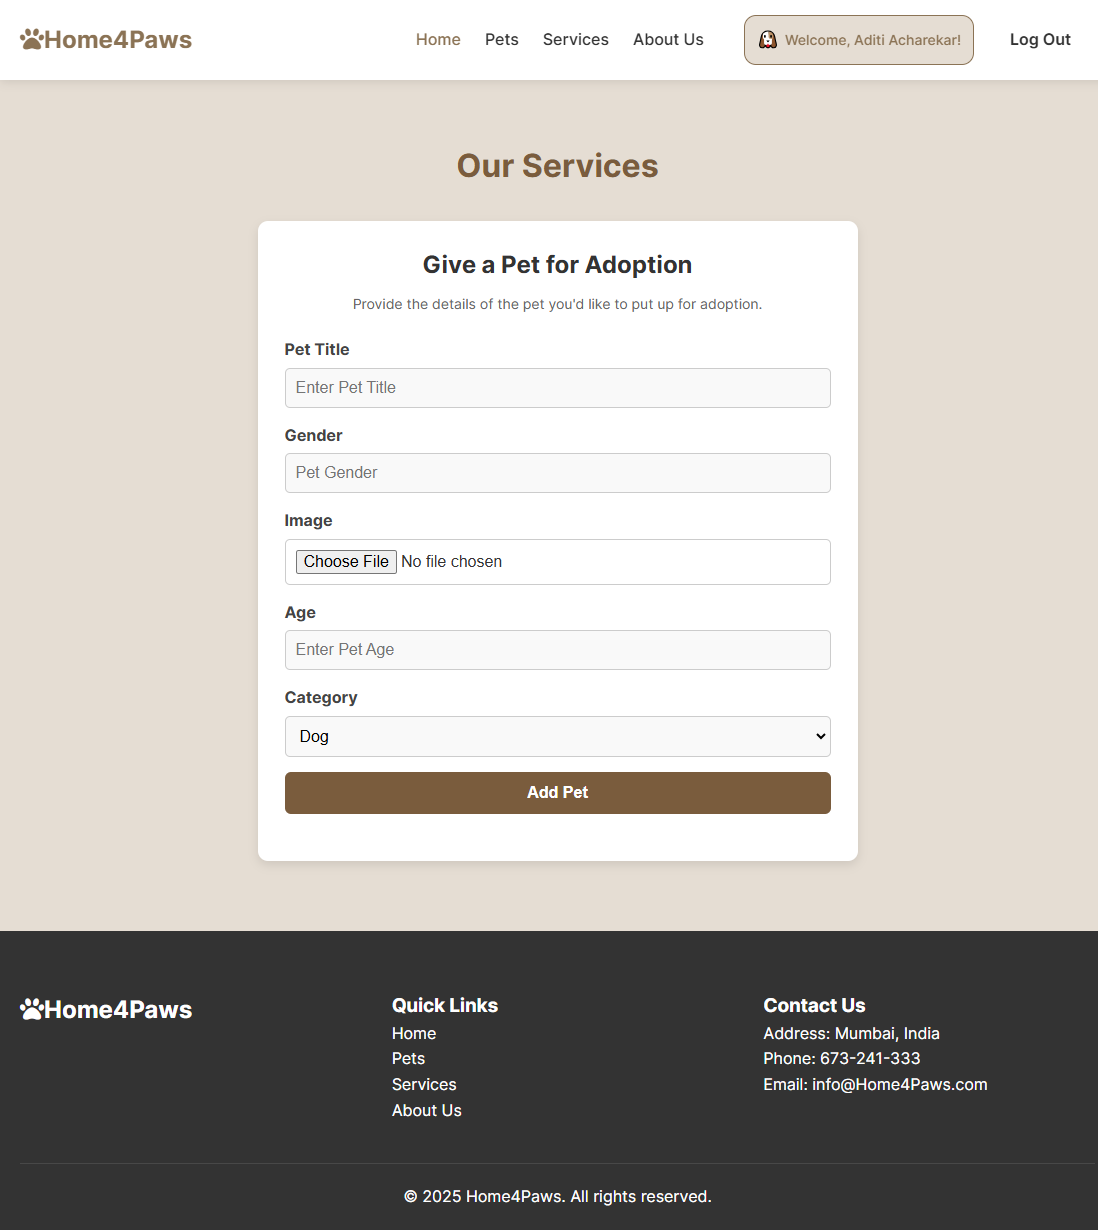 Home4Paws
Home Pets Services About Us Welcome, Aditi Acharekar! Log Out
Our Services
Give a Pet for Adoption
Provide the details of the pet you'd like to put up for adoption.
Pet Title
Enter Pet Title
Gender
Pet Gender
Image
Choose File No file chosen
Age
Enter Pet Age
Category
Dog
Add Pet
Home4Paws
Quick Links
Home
Pets
Services
About Us
Contact Us
Address: Mumbai, India
Phone: 673-241-333
Email: info@Home4Paws.com
© 2025 Home4Paws. All rights reserved.